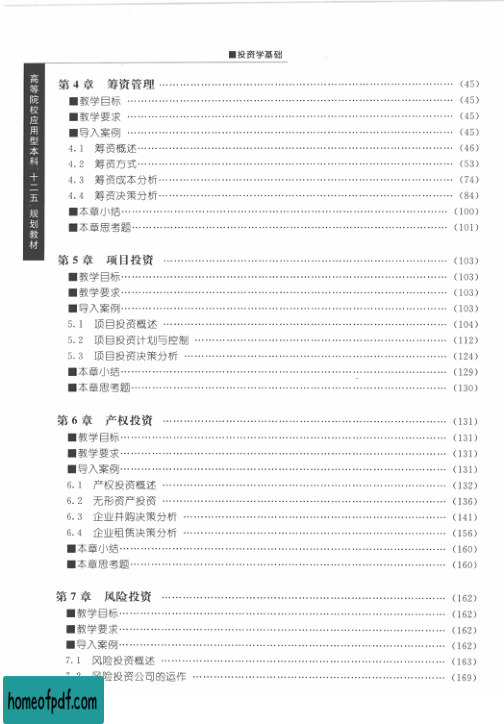 ■投资学基础
高等院校应用型本科“十二五”规划教材
第4章 筹资管理 …… (45)
■教学目标 …… (45)
■教学要求 …… (45)
■导入案例 …… (45)
4.1 筹资概述 …… (46)
4.2 筹资方式 …… (53)
4.3 筹资成本分析 …… (74)
4.4 筹资决策分析 …… (84)
■本章小结 …… (100)
■本章思考题 …… (101)
第5章 项目投资 …… (103)
■教学目标 …… (103)
■教学要求 …… (103)
■导入案例 …… (103)
5.1 项目投资概述 …… (104)
5.2 项目投资计划与控制 …… (112)
5.3 项目投资决策分析 …… (124)
■本章小结 …… (129)
■本章思考题 …… (130)
第6章 产权投资 …… (131)
■教学目标 …… (131)
■教学要求 …… (131)
■导入案例 …… (131)
6.1 产权投资概述 …… (132)
6.2 无形资产投资 …… (136)
6.3 企业并购决策分析 …… (141)
6.4 企业租赁决策分析 …… (156)
■本章小结 …… (160)
■本章思考题 …… (160)
第7章 风险投资 …… (162)
■教学目标 …… (162)
■教学要求 …… (162)
■导入案例 …… (162)
7.1 风险投资概述 …… (163)
7.2 风险投资公司的运作 …… (169)
homeofpdf.com